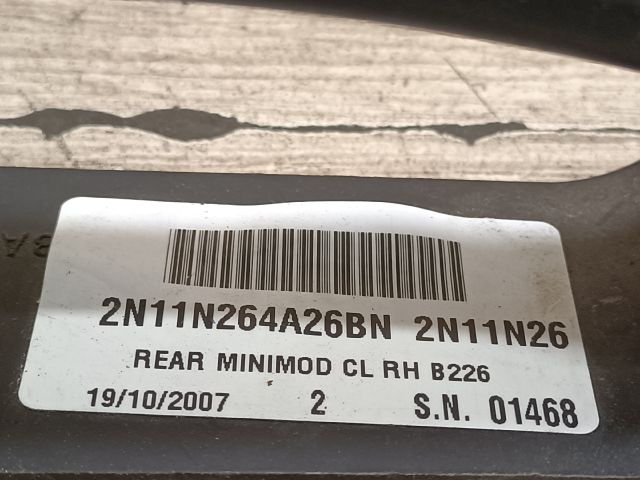 2N11N264A26BN 2N11N26
REAR MINIMOD CL RH B226
19/10/2007 2 S.N. 01468